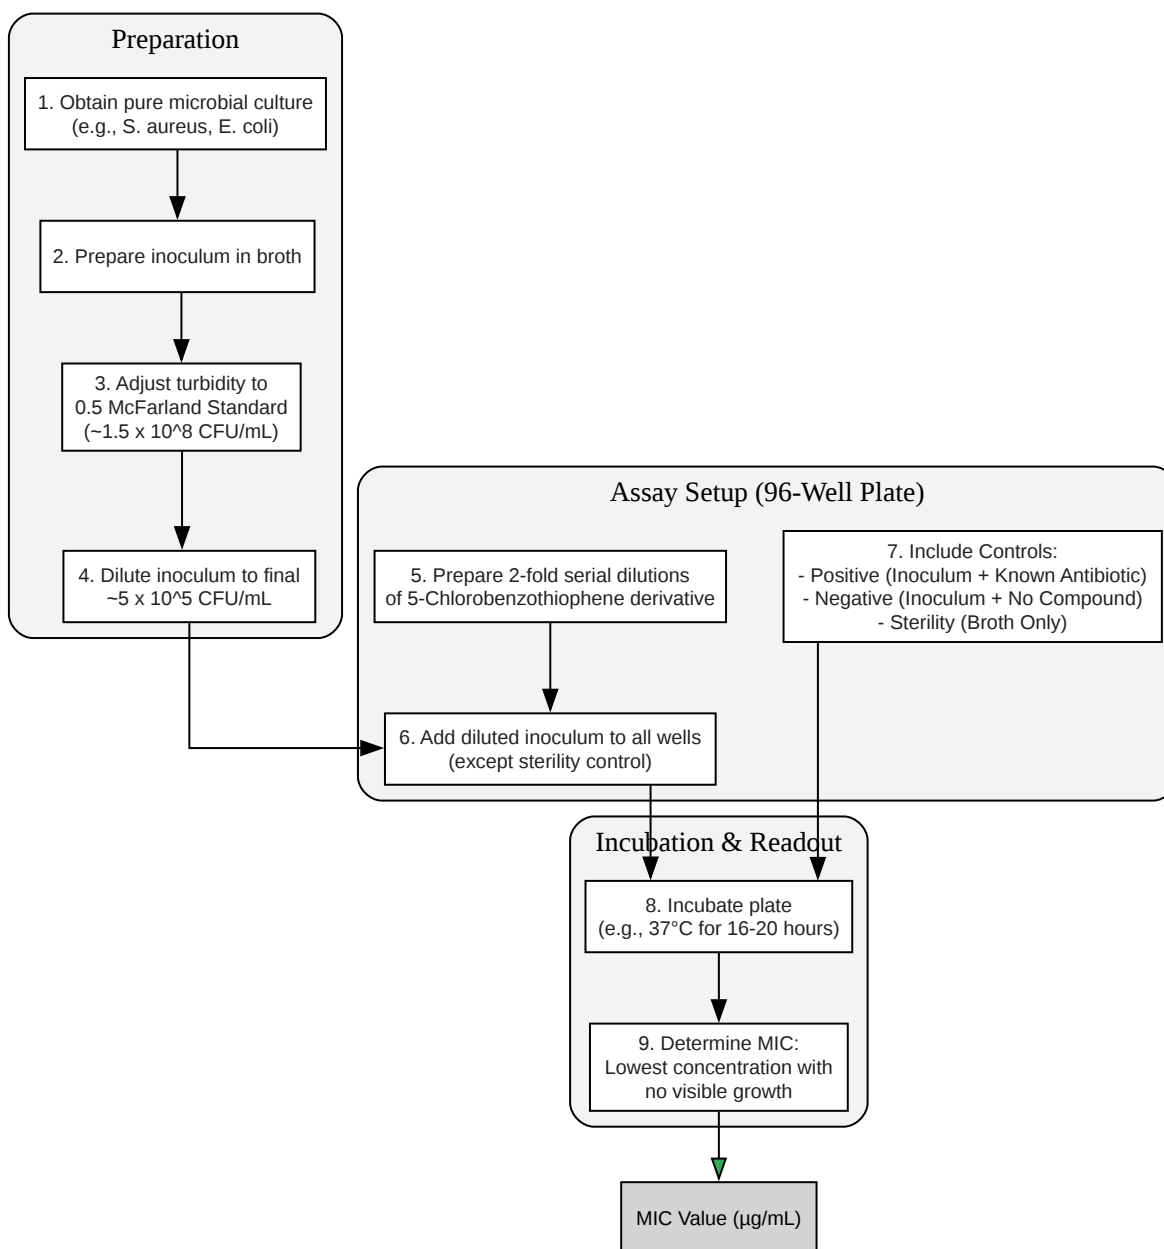 Preparation
1. Obtain pure microbial culture
(e.g., S. aureus, E. coli)
2. Prepare inoculum in broth
3. Adjust turbidity to
0.5 McFarland Standard
(~1.5 x 10^8 CFU/mL)
4. Dilute inoculum to final
~5 x 10^5 CFU/mL
Assay Setup (96-Well Plate)
5. Prepare 2-fold serial dilutions
of 5-Chlorobenzothiophene derivative
7. Include Controls:
- Positive (Inoculum + Known Antibiotic)
- Negative (Inoculum + No Compound)
- Sterility (Broth Only)
6. Add diluted inoculum to all wells
(except sterility control)
Incubation & Readout
8. Incubate plate
(e.g., 37°C for 16-20 hours)
9. Determine MIC:
Lowest concentration with
no visible growth
MIC Value (µg/mL)